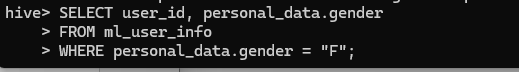 hive> SELECT user_id, personal_data.gender
> FROM ml_user_info
> WHERE personal_data.gender = "F";